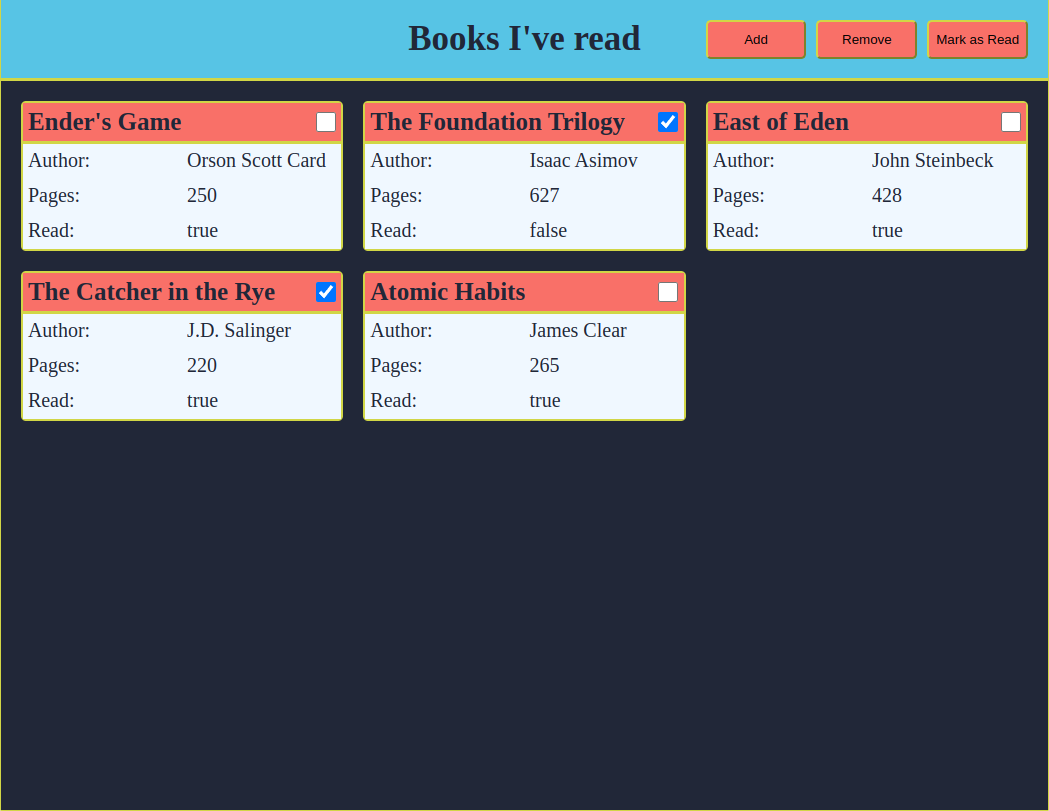 Books I've read
Add
Remove
Mark as Read
Ender's Game
Author: Orson Scott Card
Pages: 250
Read: true
The Foundation Trilogy
Author: Isaac Asimov
Pages: 627
Read: false
East of Eden
Author: John Steinbeck
Pages: 428
Read: true
The Catcher in the Rye
Author: J.D. Salinger
Pages: 220
Read: true
Atomic Habits
Author: James Clear
Pages: 265
Read: true